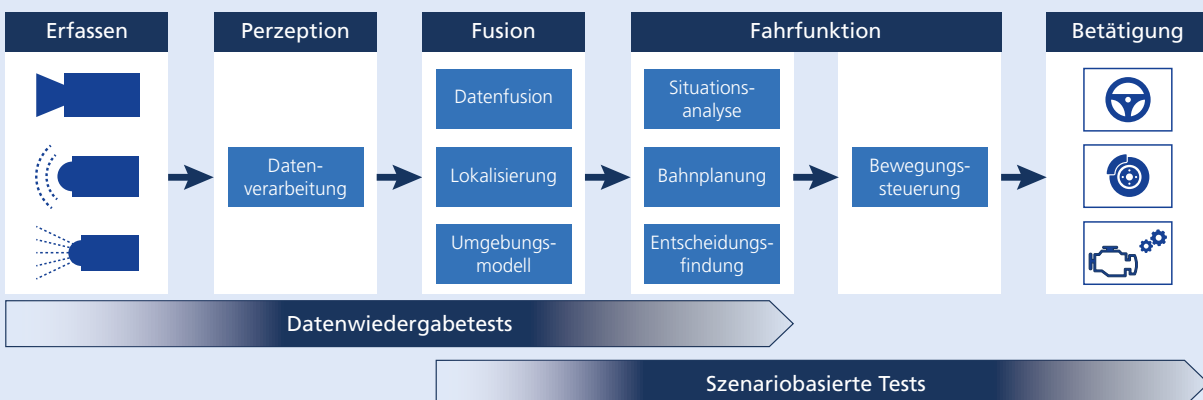 Erfassen
Perzeption
Fusion
Fahrfunktion
Betätigung
Daten-
verarbeitung
Datenfusion
Lokalisierung
Umgebungs-
modell
Situations-
analyse
Bahnplanung
Entscheidungs-
findung
Bewegungs-
steuerung
Datenwiedergabetests
Szenariobasierte Tests